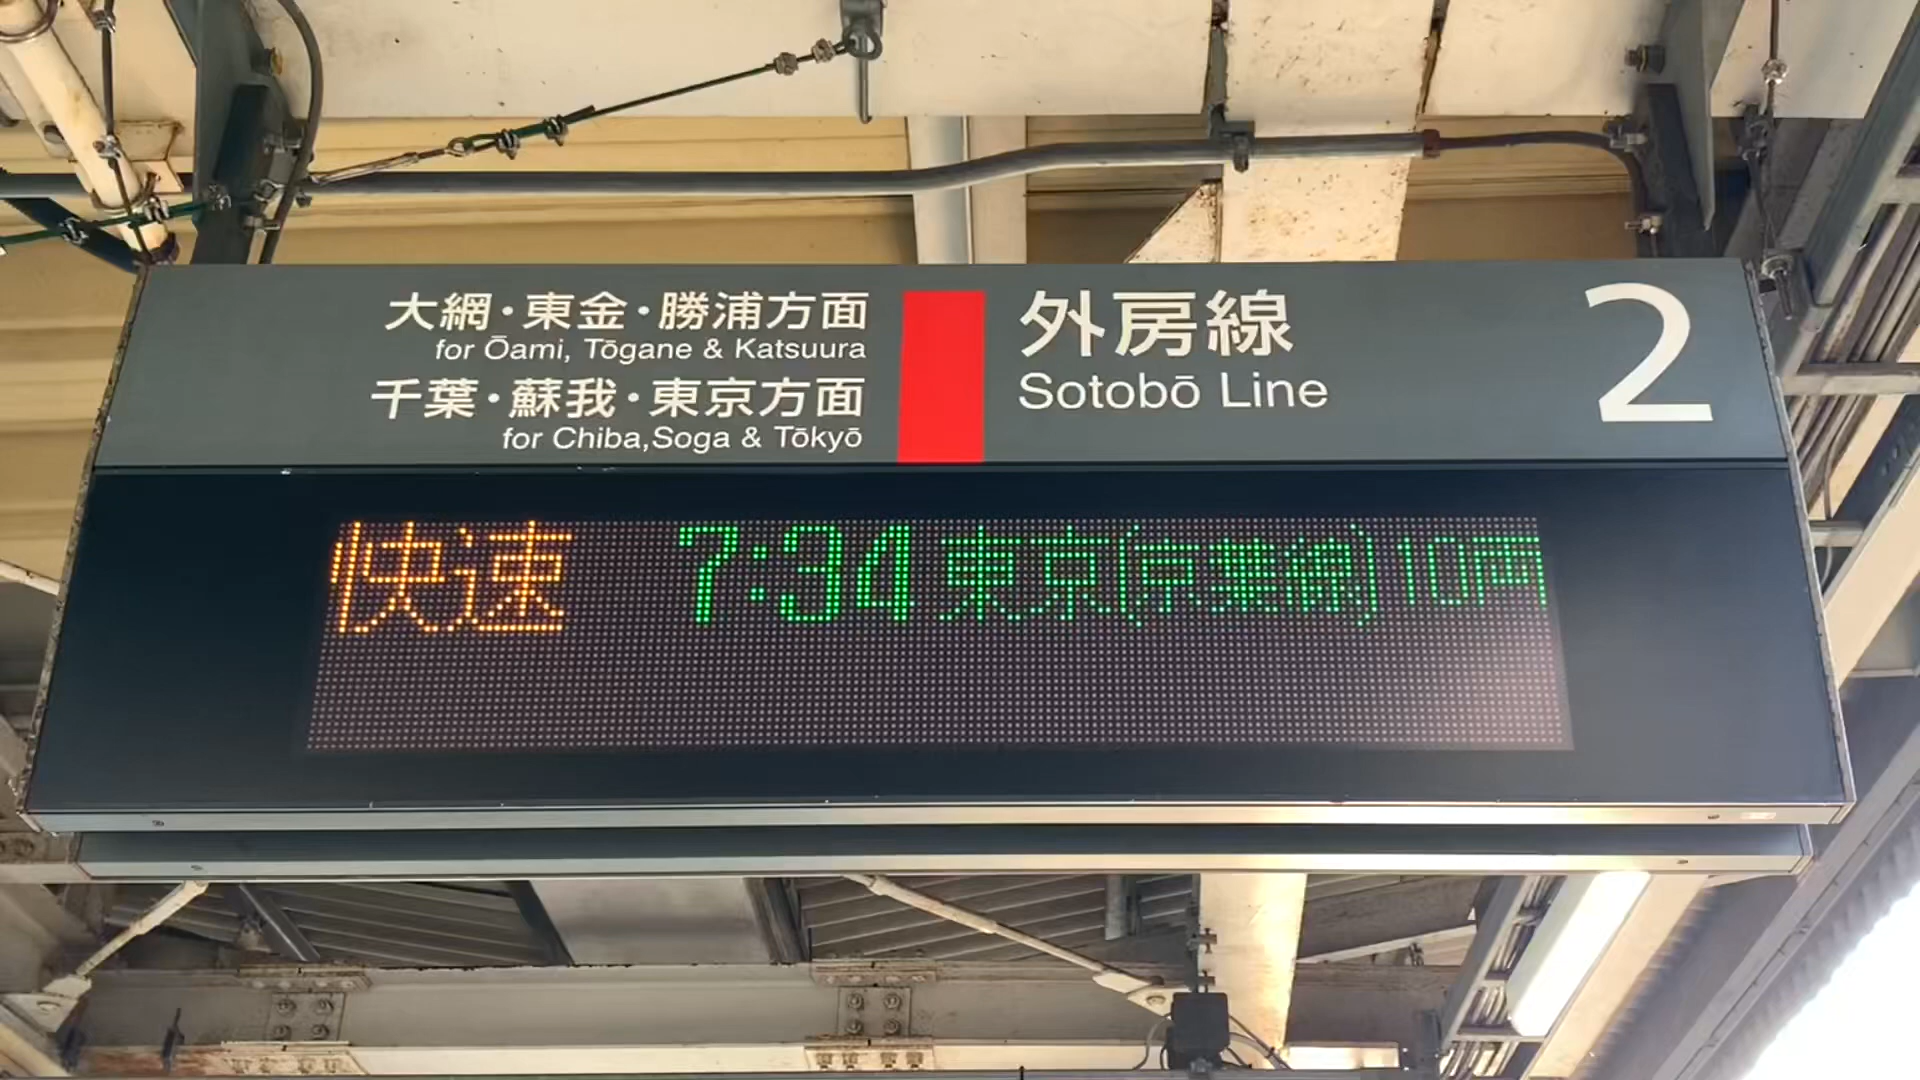 大網・東金・勝浦方面
for Ōami, Tōgane & Katsuura
千葉・蘇我・東京方面
for Chiba,Soga & Tōkyō
外房線
Sotobō Line
2
快速 7:34 東京(京葉線) 10両